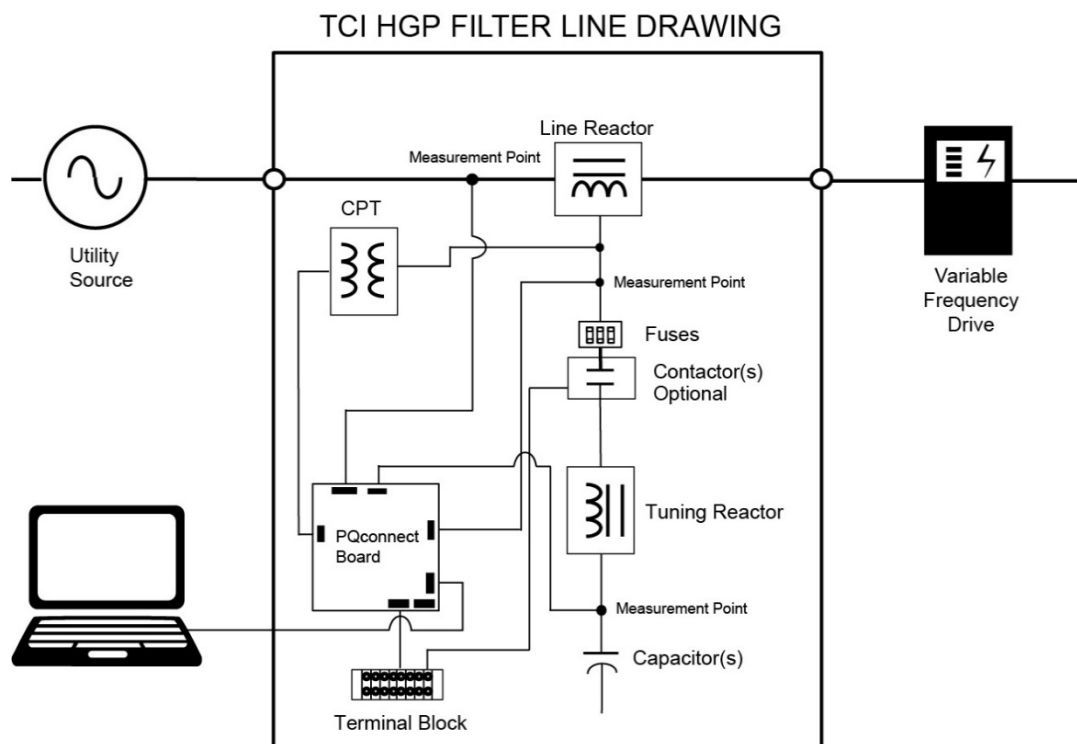 TCI HGP FILTER LINE DRAWING
Line Reactor
Measurement Point
CPT
Utility
Source
Measurement Point
Variable
Frequency
Drive
Fuses
Contactor(s)
Optional
Tuning Reactor
PQconnect
Board
Measurement Point
Capacitor(s)
Terminal Block